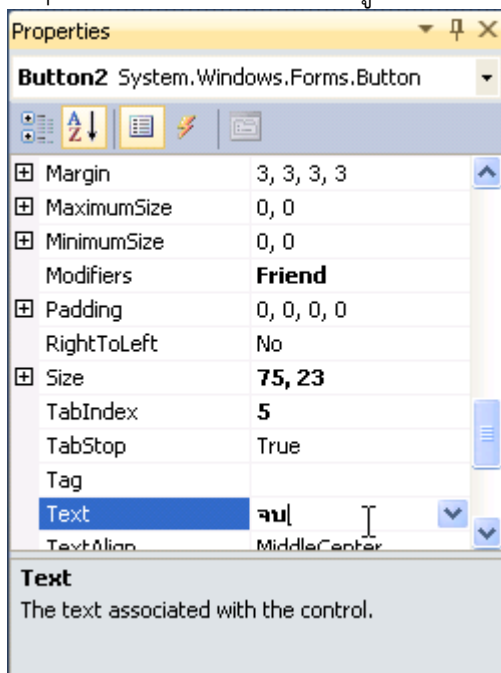 Properties
Button2 System.Windows.Forms.Button
Margin 3, 3, 3, 3
MaximumSize 0, 0
MinimumSize 0, 0
Modifiers Friend
Padding 0, 0, 0, 0
RightToLeft No
Size 75, 23
TabIndex 5
TabStop True
Tag
Text จบ
TextAlign MiddleCenter
Text
The text associated with the control.